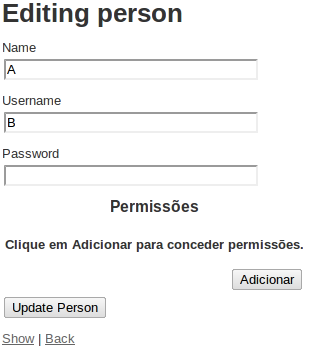 Editing person
Name
A
Username
B
Password
Permissões
Clique em Adicionar para conceder permissões.
Adicionar
Update Person
Show | Back